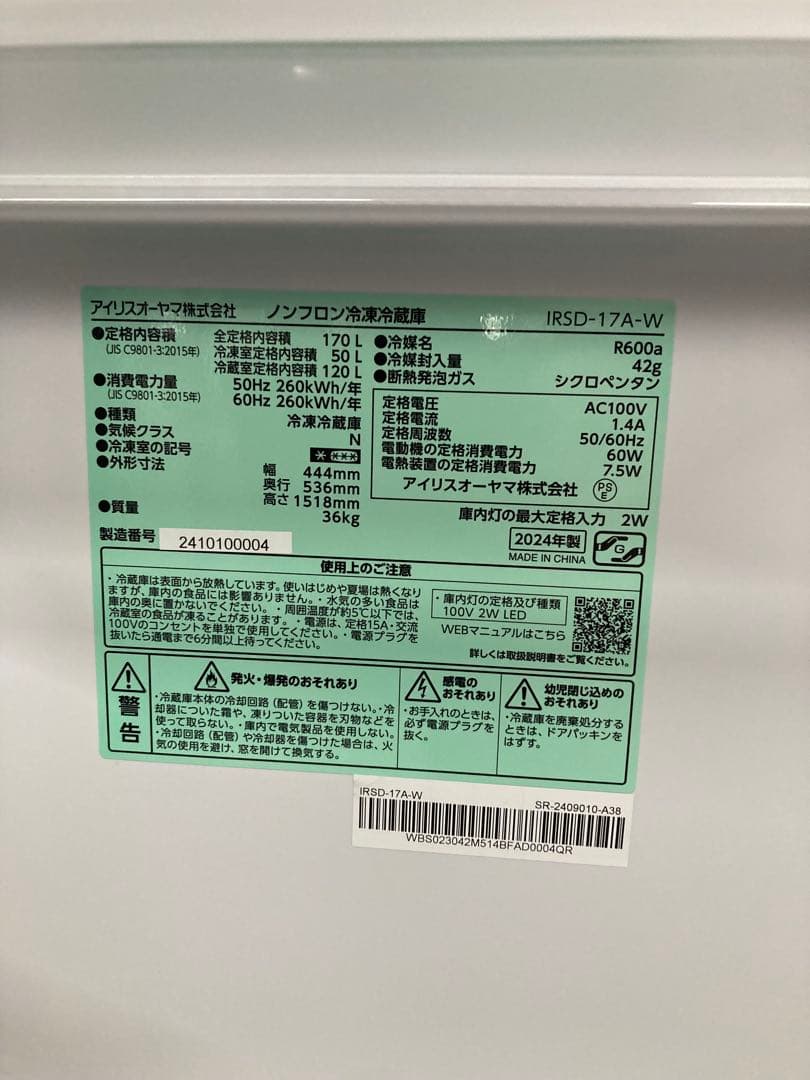 アイリスオーヤマ株式会社 ノンフロン冷凍冷蔵庫 IRSD-17A-W
●定格内容積 全定格内容積 170 L
(JIS C9801-3:2015年) 冷凍室定格内容積 50 L
冷蔵室定格内容積 120 L
●消費電力量 50Hz 260kWh/年
(JIS C9801-3:2015年) 60Hz 260kWh/年
●種類 冷凍冷蔵庫
●気候クラス N
●冷凍室の記号
●外形寸法 幅 444mm
奥行 536mm
高さ 1518mm
●質量 36kg
製造番号 2410100004
●冷媒名 R600a
●冷媒封入量 42g
●断熱発泡ガス シクロペンタン
定格電圧 AC100V
定格電流 1.4A
定格周波数 50/60Hz
電動機の定格消費電力 60W
電熱装置の定格消費電力 7.5W
アイリスオーヤマ株式会社 PSE
庫内灯の最大定格入力 2W
2024年製
MADE IN CHINA
G
使用上のご注意
・冷蔵庫は表面から放熱しています。使いはじめや夏場は熱くなり
ますが、庫内の食品には影響ありません。・水気の多い食品は
庫内の奥に置かないでください。・周囲温度が約5℃以下では、
冷蔵室の食品が凍ることがあります。・電源は、定格15A・交流
100Vのコンセントを単独で使用してください。・電源プラグを
抜いたら通電まで6分間以上待ってください。
・庫内灯の定格及び種類
100V 2W LED
WEBマニュアルはこちら
詳しくは取扱説明書をご覧ください。
警告
発火・爆発のおそれあり
・冷蔵庫本体の冷却回路(配管)を傷つけない。・冷
却器についた霜や、凍りついた容器を刃物などを
使って取らない。・庫内で電気製品を使用しない。
・冷却回路(配管)や冷却器を傷つけた場合は、火
気の使用を避け、窓を開けて換気する。
感電の
おそれあり
・お手入れのときは、
必ず電源プラグを
抜く。
幼児閉じ込めの
おそれあり
・冷蔵庫を廃棄処分する
ときは、ドアパッキンを
はずす。
IRSD-17A-W SR-2409010-A38
WBS023042M514BFAD0004QR